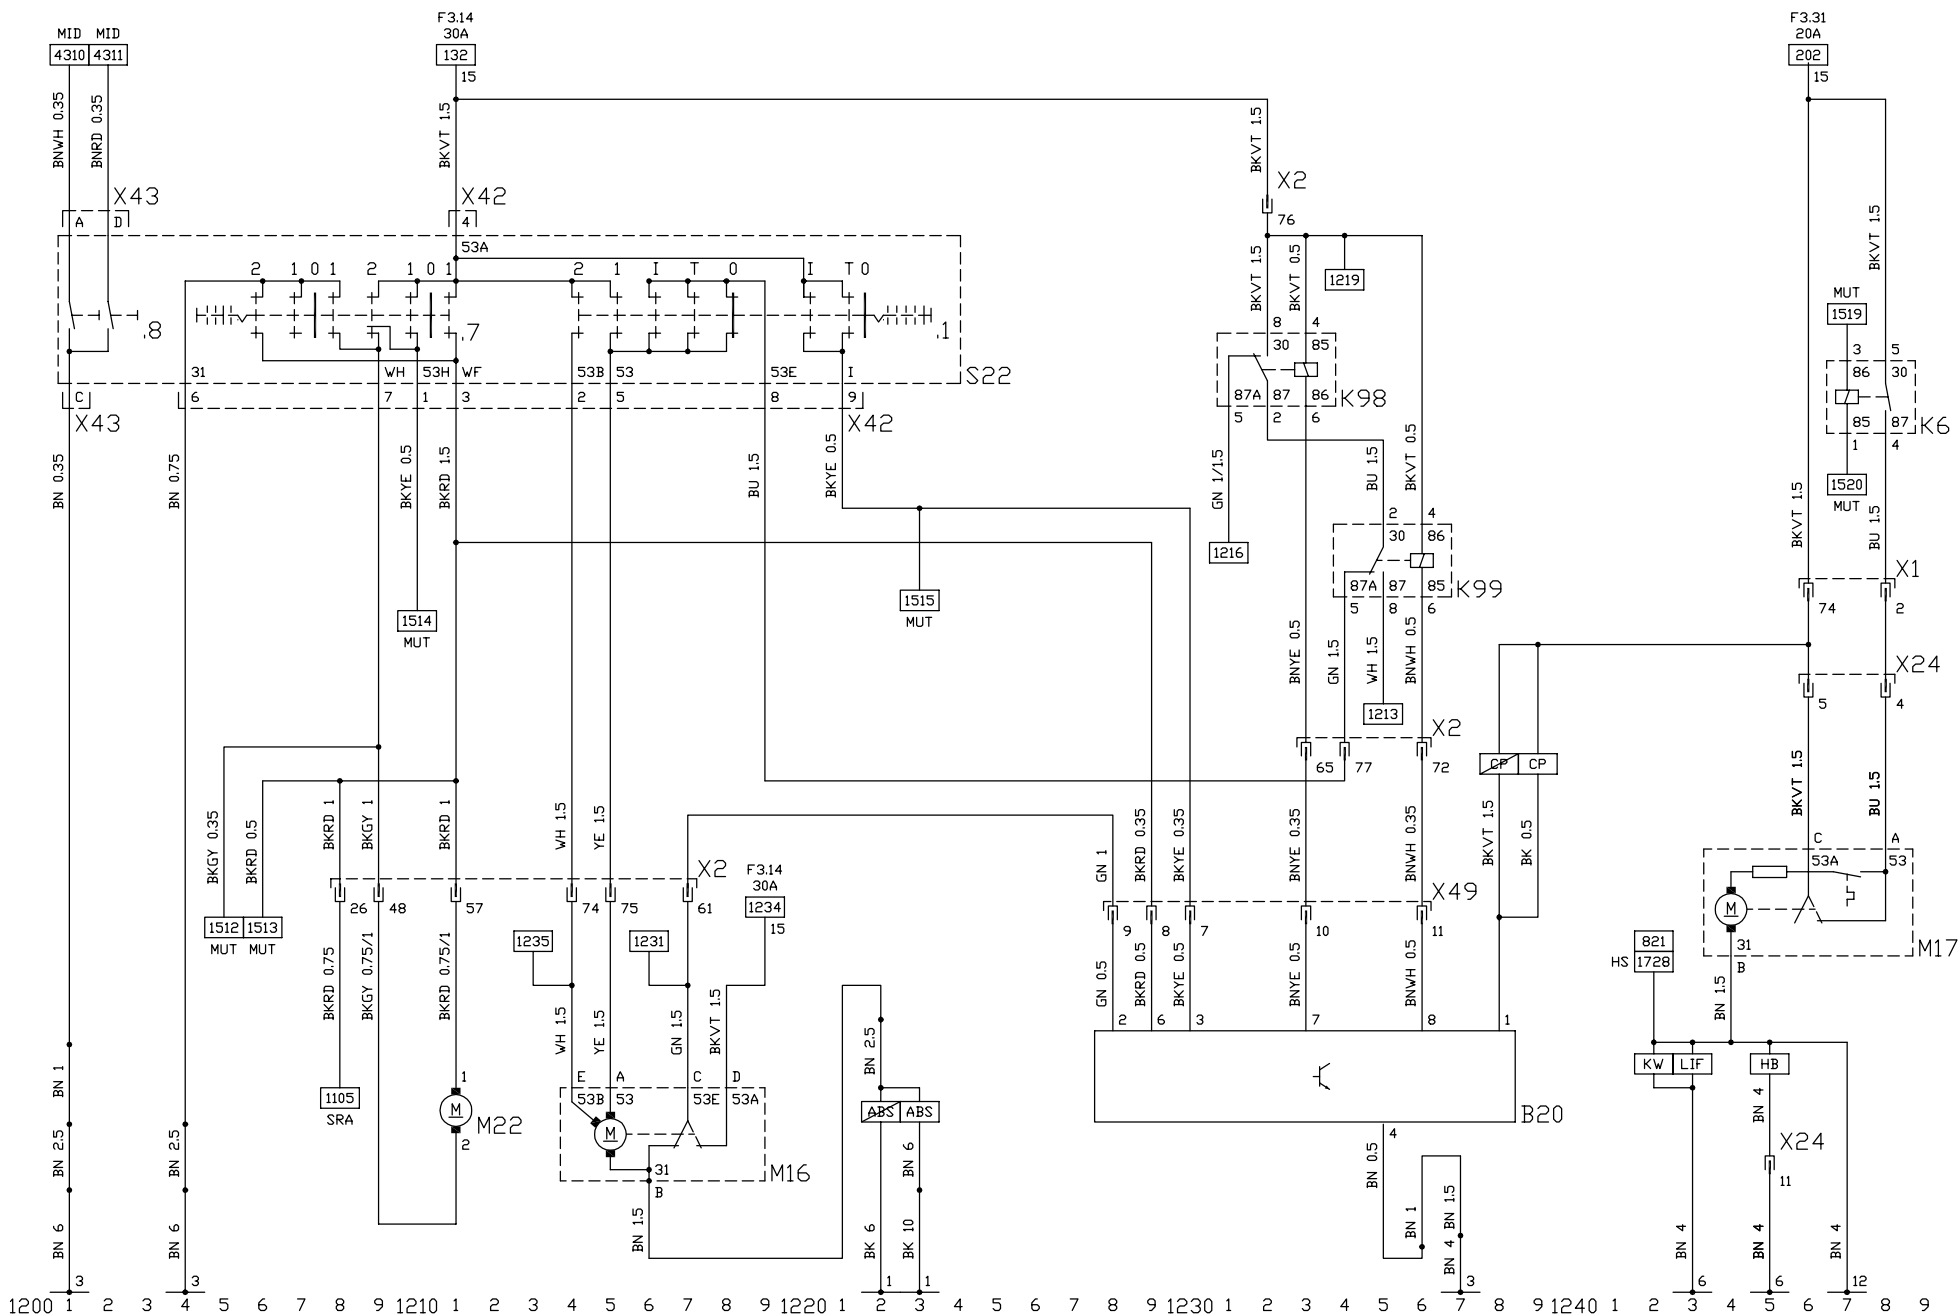 F3.14
F3.31
MID MID
30A
20A
4310 4311
132
202
15
15
BNWH 0.35
BNRD 0.35
BKVT 1.5
BKVT 1.5
BKVT 1.5
X43
X42
X2
A D
4
76
53A
2 1 0 1 2 1 0 1 2 1 I T 0 I T 0
BKVT 1.5
BKVT 0.5
1219
MUT
1519
.8
.7
.1
8 4
30 85
3 5
86 30
31 WH 53H WF 53B 53 53E I
S22
87A 87 86
K98
C 6 7 1 3 2 5 8 9
5 2 6
X43
X42
85 87
K6
1 4
BN 0.35
BN 0.75
BKYE 0.5
BKRD 1.5
BU 1.5
BKYE 0.5
GN 1/1.5
BU 1.5
BKVT 0.5
BKVT 1.5
1520
MUT
BU 1.5
2 4
30 86
1216
87A 87 85
K99
5 8 6
X1
74 2
1514
MUT
1515
MUT
BNYE 0.5
GN 1.5
WH 1.5
BNWH 0.5
X24
5 4
1213
X2
65 77 72
CP CP
BKGY 0.35
BKRD 0.5
BKRD 1
BKGY 1
BKRD 1
WH 1.5
YE 1.5
GN 1
BKRD 0.35
BKYE 0.35
BNYE 0.35
BNWH 0.35
BKVT 1.5
BK 0.5
BKVT 1.5
BU 1.5
X2
F3.14
30A
1234
15
C A
53A 53
X49
26 48 57 74 75 61
9 8 7 10 11
M
1512 1513
MUT MUT
1235
1231
821
HS 1728
31
M17
B
BKRD 0.75
BKGY 0.75/1
BKRD 0.75/1
WH 1.5
YE 1.5
GN 1.5
BKVT 1.5
BN 2.5
GN 0.5
BKRD 0.5
BKYE 0.5
BNYE 0.5
BNWH 0.5
BN 1.5
2 6 3 7 8 1
BN 1
1
E A C D
53B 53 53E 53A
KW LIF HB
1105
SRA
M
M22
2
M
ABS ABS
B20
BN 4
4
X24
11
BN 2.5
BN 2.5
31
M16
B
BN 6
BN 0.5
BN 6
BN 6
BN 1.5
BK 6
BK 10
BN 1
BN 4
BN 1.5
BN 4
BN 4
BN 4
3 3 1 1 3 6 6 12
1200 1 2 3 4 5 6 7 8 9 1210 1 2 3 4 5 6 7 8 9 1220 1 2 3 4 5 6 7 8 9 1230 1 2 3 4 5 6 7 8 9 1240 1 2 3 4 5 6 7 8 9